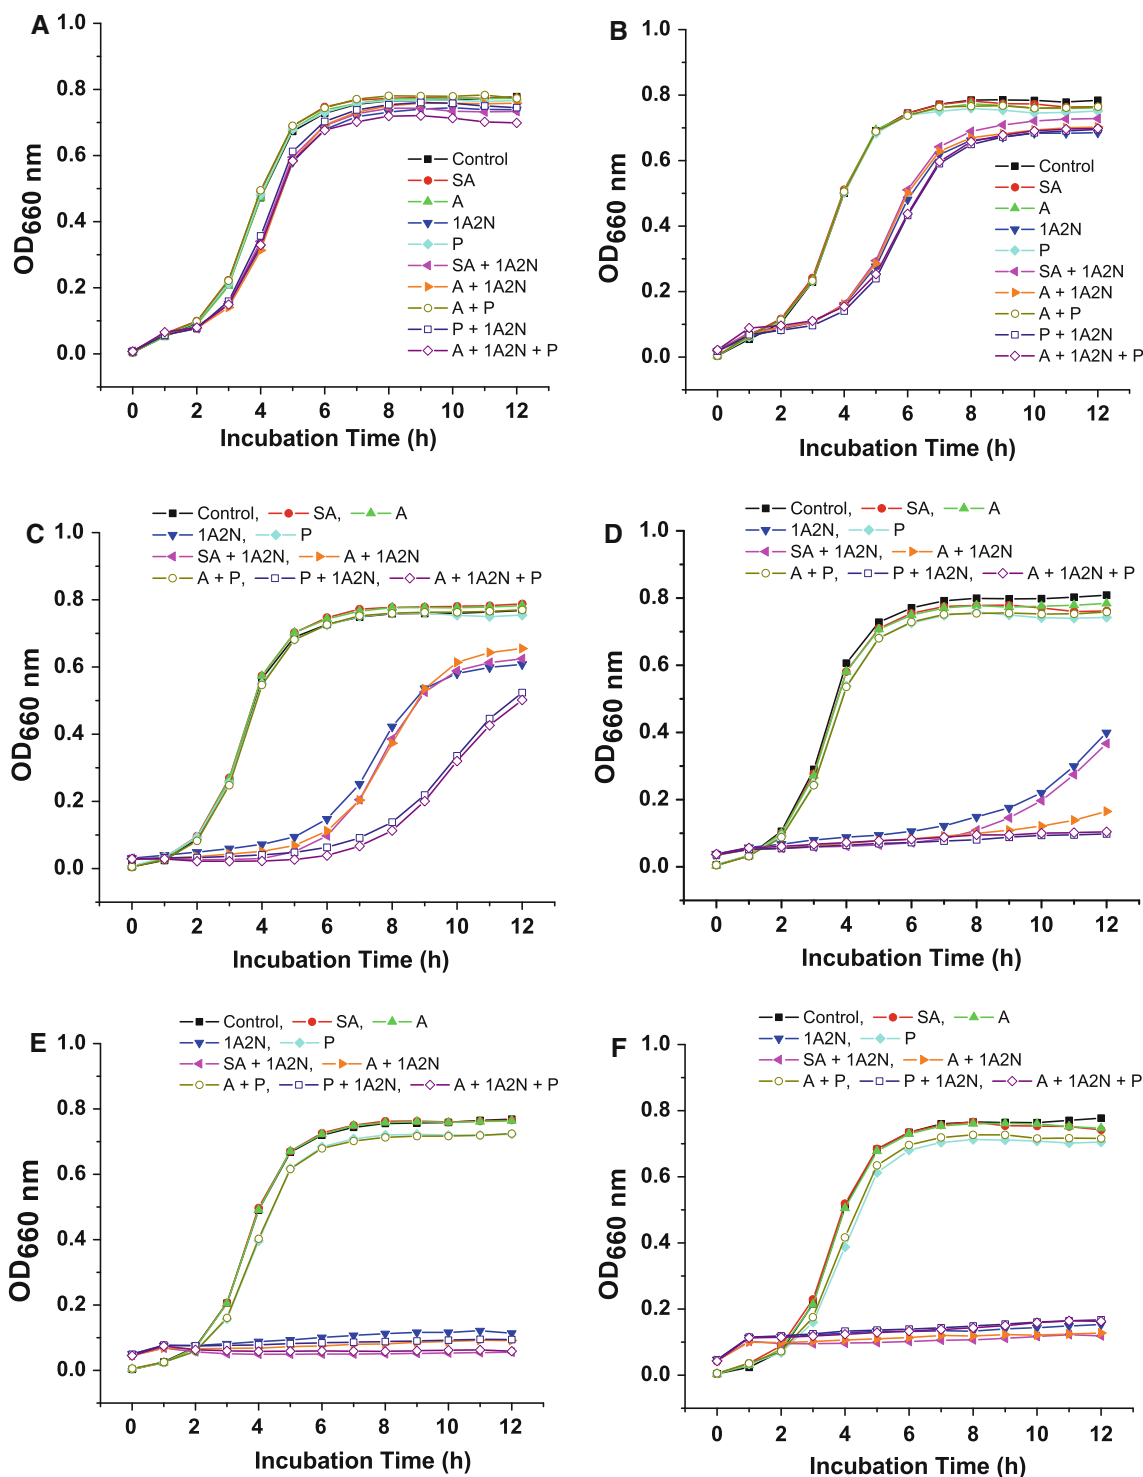 A
1.0
0.8
0.6
0.4
0.2
0.0
OD660 nm
Control
SA
A
1A2N
P
SA + 1A2N
A + 1A2N
A + P
P + 1A2N
A + 1A2N + P
0 2 4 6 8 10 12
Incubation Time (h)
B
1.0
0.8
0.6
0.4
0.2
0.0
OD660 nm
Control
SA
A
1A2N
P
SA + 1A2N
A + 1A2N
A + P
P + 1A2N
A + 1A2N + P
0 2 4 6 8 10 12
Incubation Time (h)
C
Control, SA, A
1A2N, P
SA + 1A2N, A + 1A2N
A + P, P + 1A2N, A + 1A2N + P
1.0
0.8
0.6
0.4
0.2
0.0
OD660 nm
0 2 4 6 8 10 12
Incubation Time (h)
D
Control, SA, A
1A2N, P
SA + 1A2N, A + 1A2N
A + P, P + 1A2N, A + 1A2N + P
1.0
0.8
0.6
0.4
0.2
0.0
OD660 nm
0 2 4 6 8 10 12
Incubation Time (h)
E
Control, SA, A
1A2N, P
SA + 1A2N, A + 1A2N
A + P, P + 1A2N, A + 1A2N + P
1.0
0.8
0.6
0.4
0.2
0.0
OD660 nm
0 2 4 6 8 10 12
Incubation Time (h)
F
Control, SA, A
1A2N, P
SA + 1A2N, A + 1A2N
A + P, P + 1A2N, A + 1A2N + P
1.0
0.8
0.6
0.4
0.2
0.0
OD660 nm
0 2 4 6 8 10 12
Incubation Time (h)